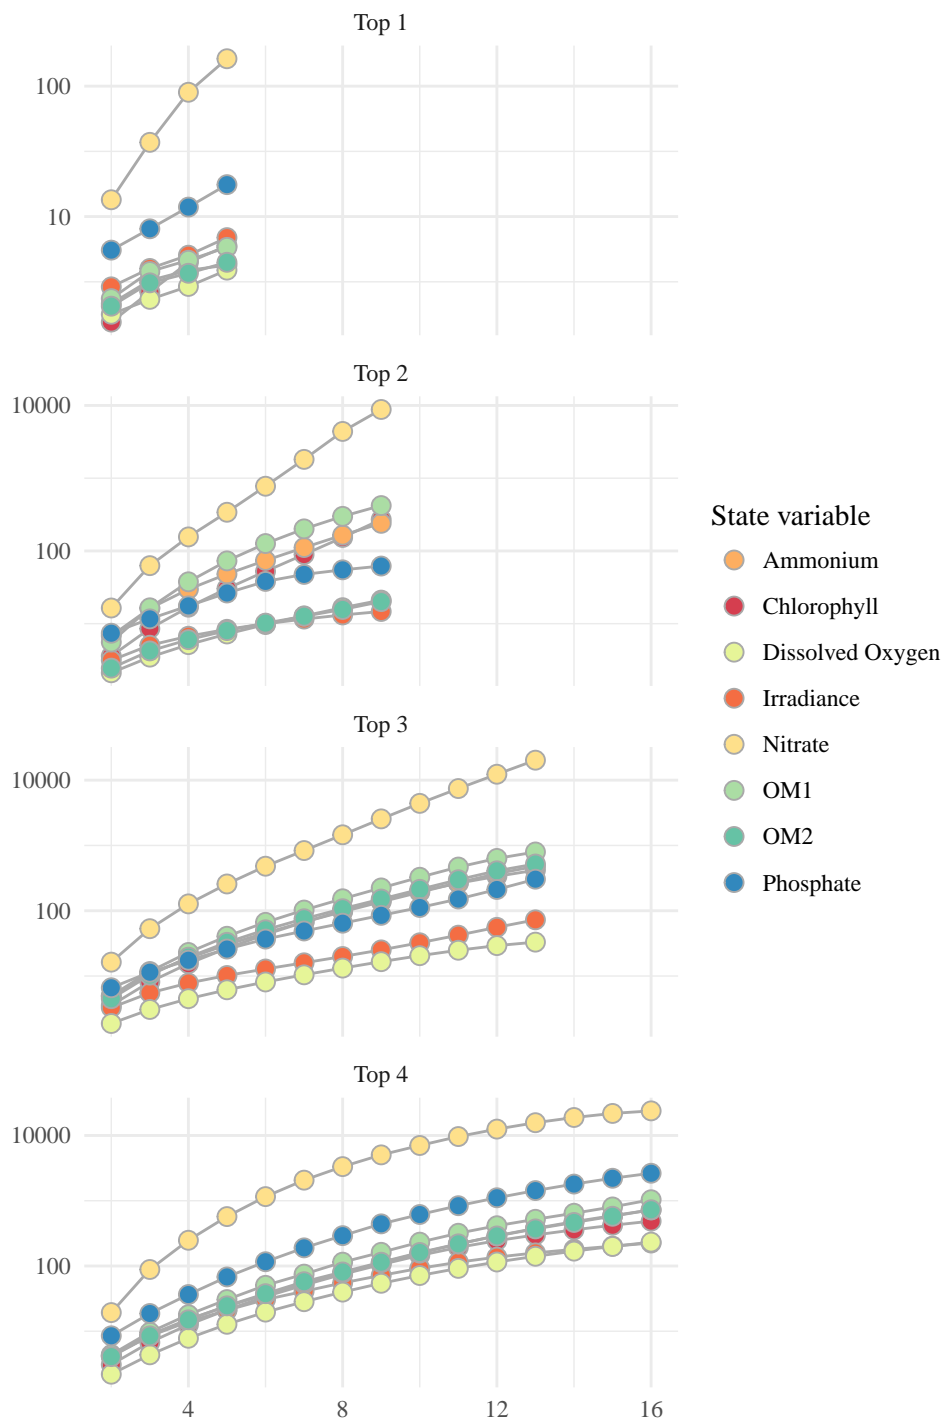 Top 1
100
10
Top 2
10000
100
Top 3
10000
100
Top 4
10000
100
4
8
12
16
State variable
Ammonium
Chlorophyll
Dissolved Oxygen
Irradiance
Nitrate
OM1
OM2
Phosphate